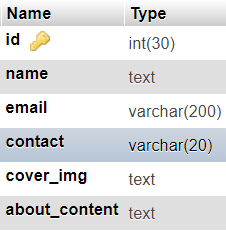 Name Type
id int(30)
name text
email varchar(200)
contact varchar(20)
cover_img text
about_content text